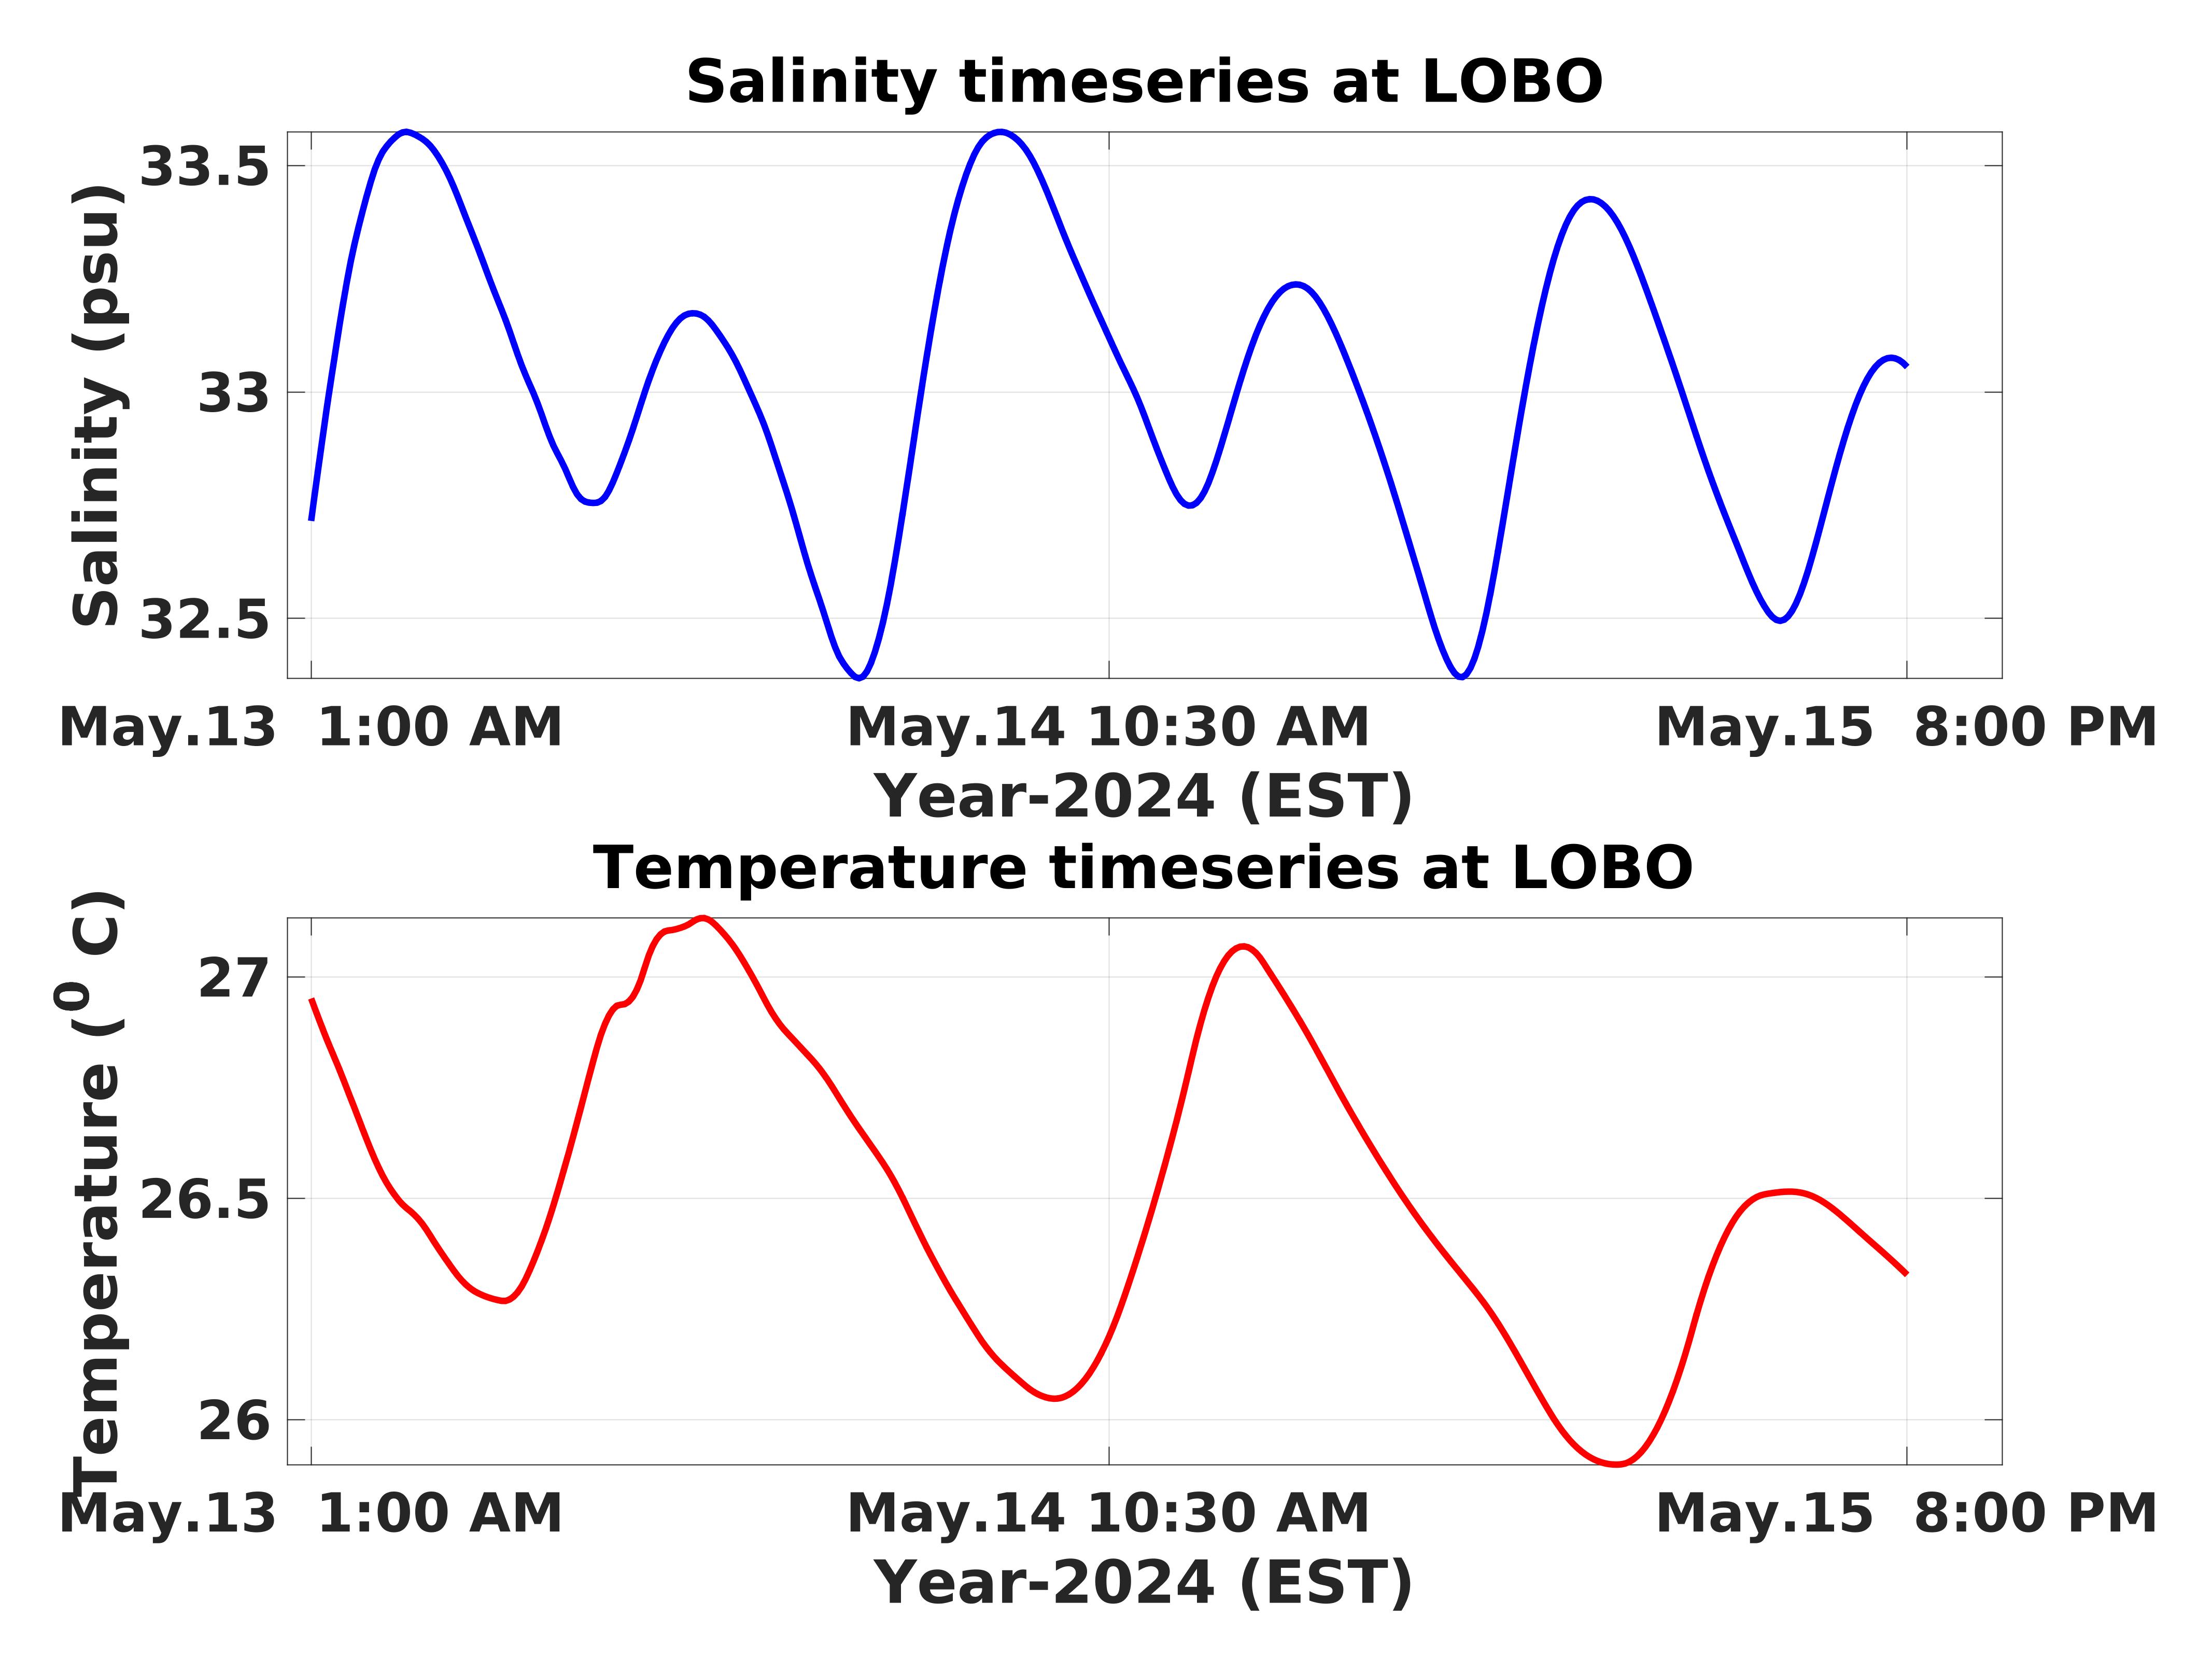 Salinity timeseries at LOBO
Salinity (psu)
33.5
33
32.5
May.13 1:00 AM
May.14 10:30 AM
May.15 8:00 PM
Year-2024 (EST)
Temperature timeseries at LOBO
Temperature (⁰ C)
27
26.5
26
May.13 1:00 AM
May.14 10:30 AM
May.15 8:00 PM
Year-2024 (EST)